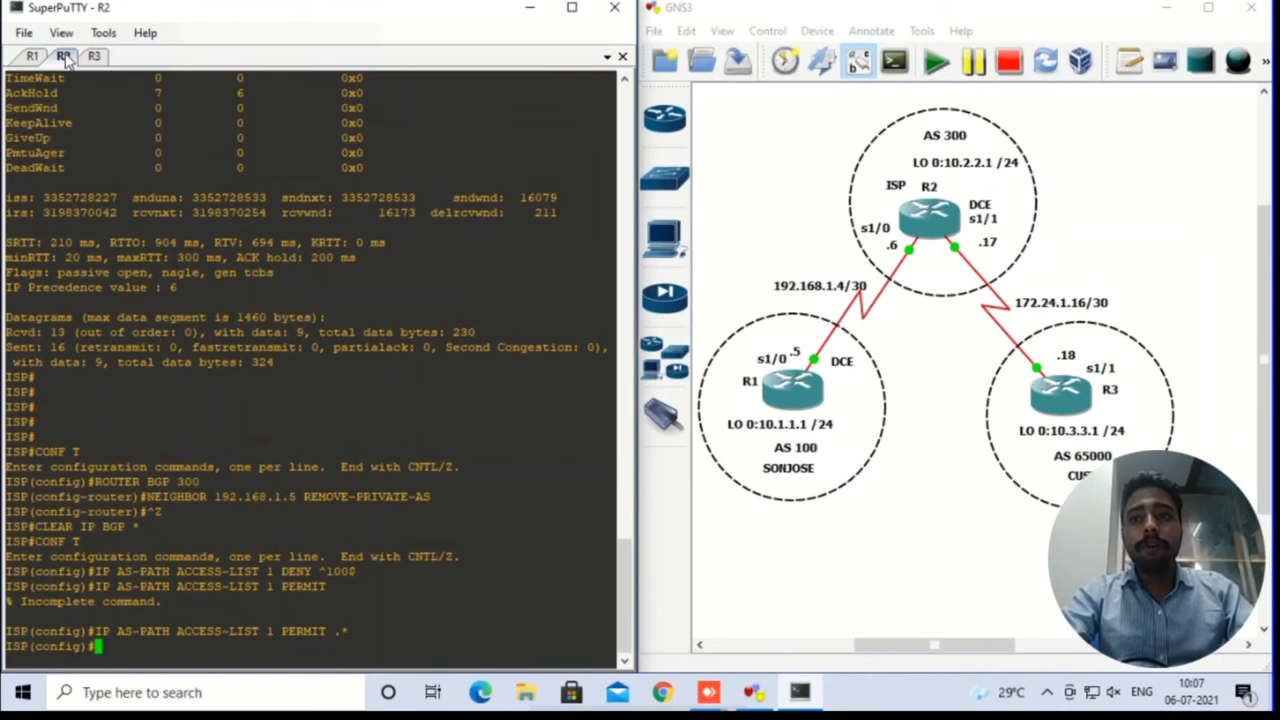 SuperPuTTY - R2
File View Tools Help
R1
R3
TimeWait 0 0 0x0
AckHold 7 6 0x0
SendWnd 0 0 0x0
KeepAlive 0 0 0x0
GiveUp 0 0 0x0
PmtuAger 0 0 0x0
DeadWait 0 0 0x0
iss: 3352728227 snduna: 3352728533 sndnxt: 3352728533 sndwnd: 16079
irs: 3198370042 rcvnxt: 3198370254 rcvwnd: 16173 delrcvwnd: 211
SRTT: 210 ms, RTTO: 904 ms, RTV: 694 ms, KRTT: 0 ms
minRTT: 20 ms, maxRTT: 300 ms, ACK hold: 200 ms
Flags: passive open, nagle, gen tcbs
IP Precedence value : 6
Datagrams (max data segment is 1460 bytes):
Rcvd: 13 (out of order: 0), with data: 9, total data bytes: 230
Sent: 16 (retransmit: 0, fastretransmit: 0, partialack: 0, Second Congestion: 0),
with data: 9, total data bytes: 324
ISP#
ISP#
ISP#
ISP#
ISP#
ISP#CONF T
Enter configuration commands, one per line. End with CNTL/Z.
ISP(config)#ROUTER BGP 300
ISP(config-router)#NEIGHBOR 192.168.1.5 REMOVE-PRIVATE-AS
ISP(config-router)#^Z
ISP#CLEAR IP BGP *
ISP#CONF T
Enter configuration commands, one per line. End with CNTL/Z.
ISP(config)#IP AS-PATH ACCESS-LIST 1 DENY ^100$
ISP(config)#IP AS-PATH ACCESS-LIST 1 PERMIT
% Incomplete command.
ISP(config)#IP AS-PATH ACCESS-LIST 1 PERMIT .*
ISP(config)#
GNS3
File Edit View Control Device Annotate Tools Help
AS 300
LO 0:10.2.2.1 /24
ISP R2
DCE
s1/1
s1/0
.6
.17
192.168.1.4/30
172.24.1.16/30
s1/0 .5
DCE
R1
LO 0:10.1.1.1 /24
AS 100
SONJOSE
.18
s1/1
R3
LO 0:10.3.3.1 /24
AS 65000
Type here to search
29°C
ENG
10:07
06-07-2021